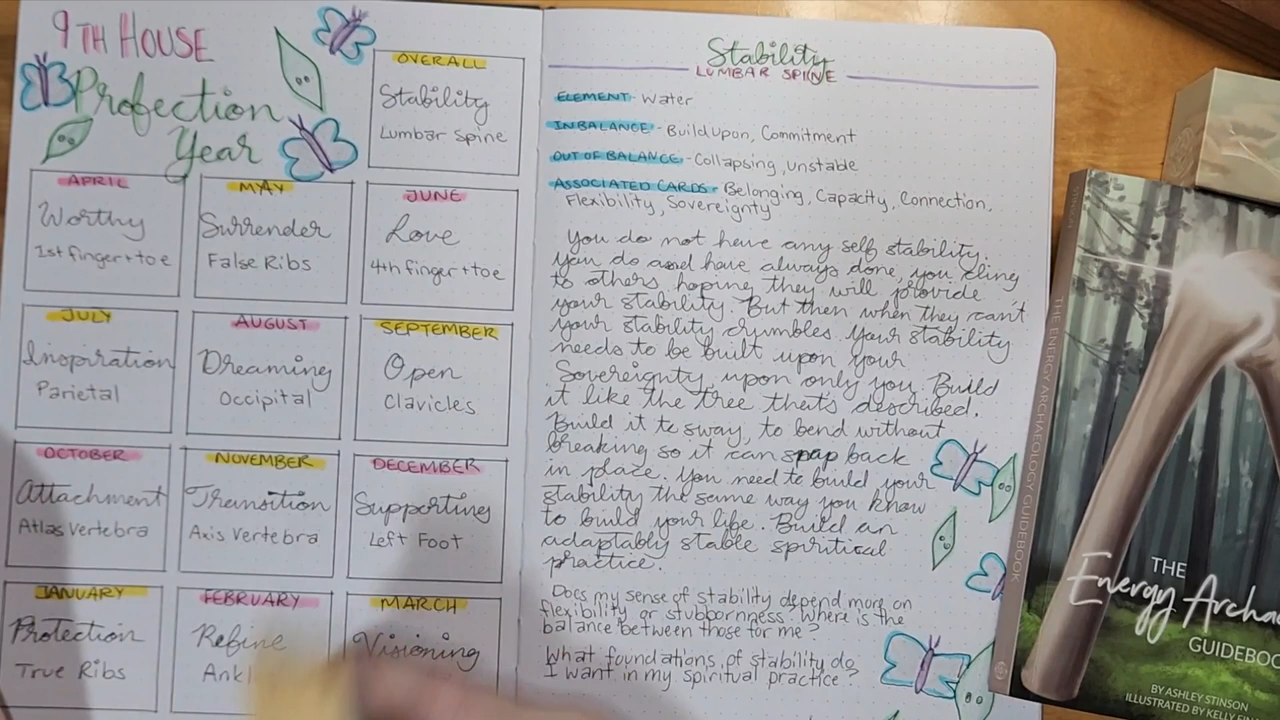 9TH HOUSE
Profection
Year
OVERALL
Stability
Lumbar Spine
APRIL
Worthy
1st finger + toe
MAY
Surrender
False Ribs
JUNE
Love
4th finger + toe
JULY
Inspiration
Parietal
AUGUST
Dreaming
Occipital
SEPTEMBER
Open
Clavicles
OCTOBER
Attachment
Atlas Vertebra
NOVEMBER
Transition
Axis Vertebra
DECEMBER
Supporting
Left Foot
JANUARY
Protection
True Ribs
FEBRUARY
Refine
MARCH
Visioning
Stability
LUMBAR SPINE
ELEMENT - Water
IN BALANCE - Build Upon, Commitment
OUT OF BALANCE - Collapsing, unstable
ASSOCIATED CARDS - Belonging, Capacity, Connection,
Flexibility, Sovereignty
You do not have any self stability.
You do and have always done, you cling
to others hoping they will provide
your stability. But then when they can't
your stability crumbles. Your stability
needs to be built upon your
Sovereignty, upon only you. Build
it like the tree that's described.
Build it to sway, to bend without
breaking so it can spap back
in place. You need to build your
stability the same way you know
to build your life. Build an
adaptably stable spiritical
practice.
Does my sense of stability depend more on
flexibility or stubbornness? Where is the
balance between those for me?
What foundations of stability do
I want in my spiritual practice?
STINSON
THE ENERGY ARCHAEOLOGY GUIDEBOOK
THE
Energy
GUIDEBOO
BY ASHLEY STINSON
ILLUSTRATED BY KELLY